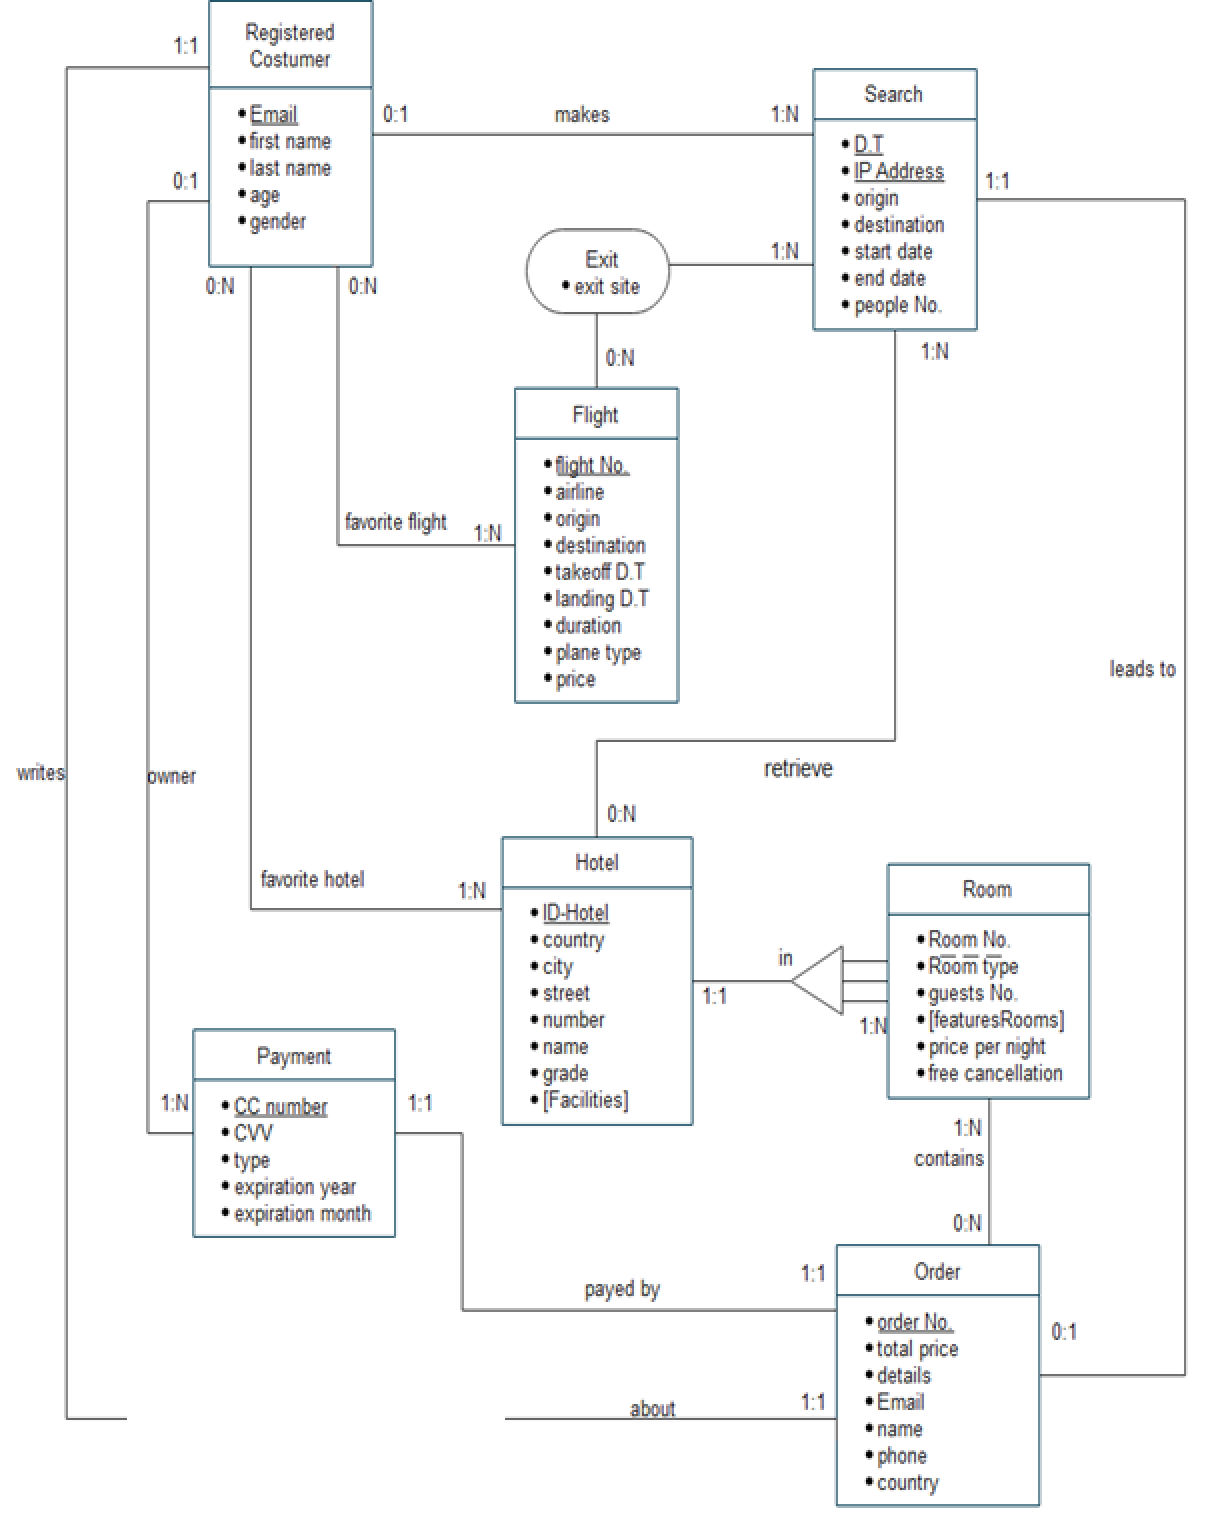 Registered
Costumer
• Email
• first name
• last name
• age
• gender
1:1
0:1
0:1
makes
1:N
Search
• D.T
• IP Address
• origin
• destination
• start date
• end date
• people No.
1:1
0:N
0:N
Exit
• exit site
1:N
1:N
0:N
Flight
• flight No.
• airline
• origin
• destination
• takeoff D.T
• landing D.T
• duration
• plane type
• price
favorite flight
1:N
leads to
writes
owner
retrieve
0:N
favorite hotel
1:N
Hotel
• ID-Hotel
• country
• city
• street
• number
• name
• grade
• [Facilities]
in
1:1
1:N
Room
• Room No.
• Room type
• guests No.
• [featuresRooms]
• price per night
• free cancellation
Payment
• CC number
• CVV
• type
• expiration year
• expiration month
1:N
1:1
1:N
contains
0:N
payed by
1:1
Order
• order No.
• total price
• details
• Email
• name
• phone
• country
0:1
about
1:1